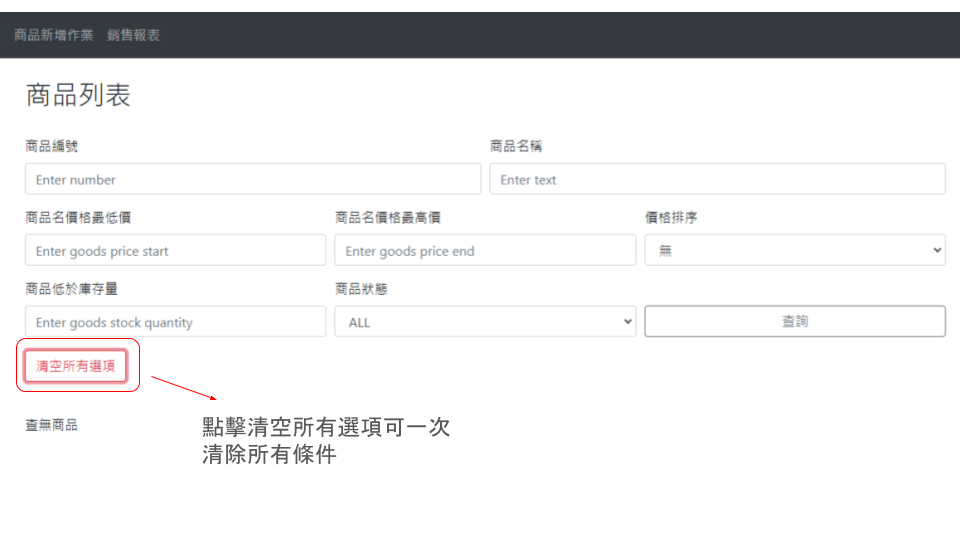 商品新增作業 銷售報表
商品列表
商品編號 商品名稱
Enter number Enter text
商品名價格最低價 商品名價格最高價 價格排序
Enter goods price start Enter goods price end 無
商品低於庫存量 商品狀態
Enter goods stock quantity ALL 查詢
清空所有選項
查無商品
點擊清空所有選項可一次
清除所有條件